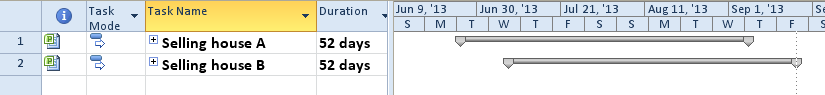 Task Mode Task Name Duration Jun 9, '13 Jun 30, '13 Jul 21, '13 Aug 11, '13 Sep 1, '13 Se
S M T W T F S S M T W T F S
1 Selling house A 52 days
2 Selling house B 52 days